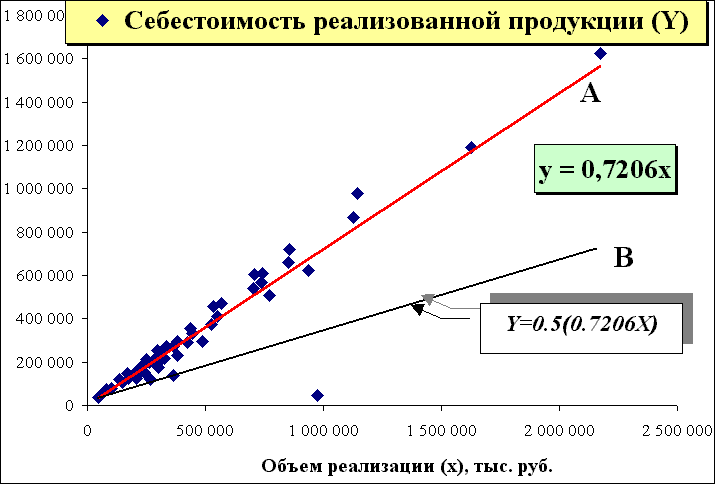 Себестоимость реализованной продукции (Y)
1 800 000
1 600 000
1 400 000
1 200 000
1 000 000
800 000
600 000
400 000
200 000
0
A
y = 0,7206x
B
Y=0.5(0.7206X)
0
500 000
1 000 000
1 500 000
2 000 000
2 500 000
Объем реализации (x), тыс. руб.